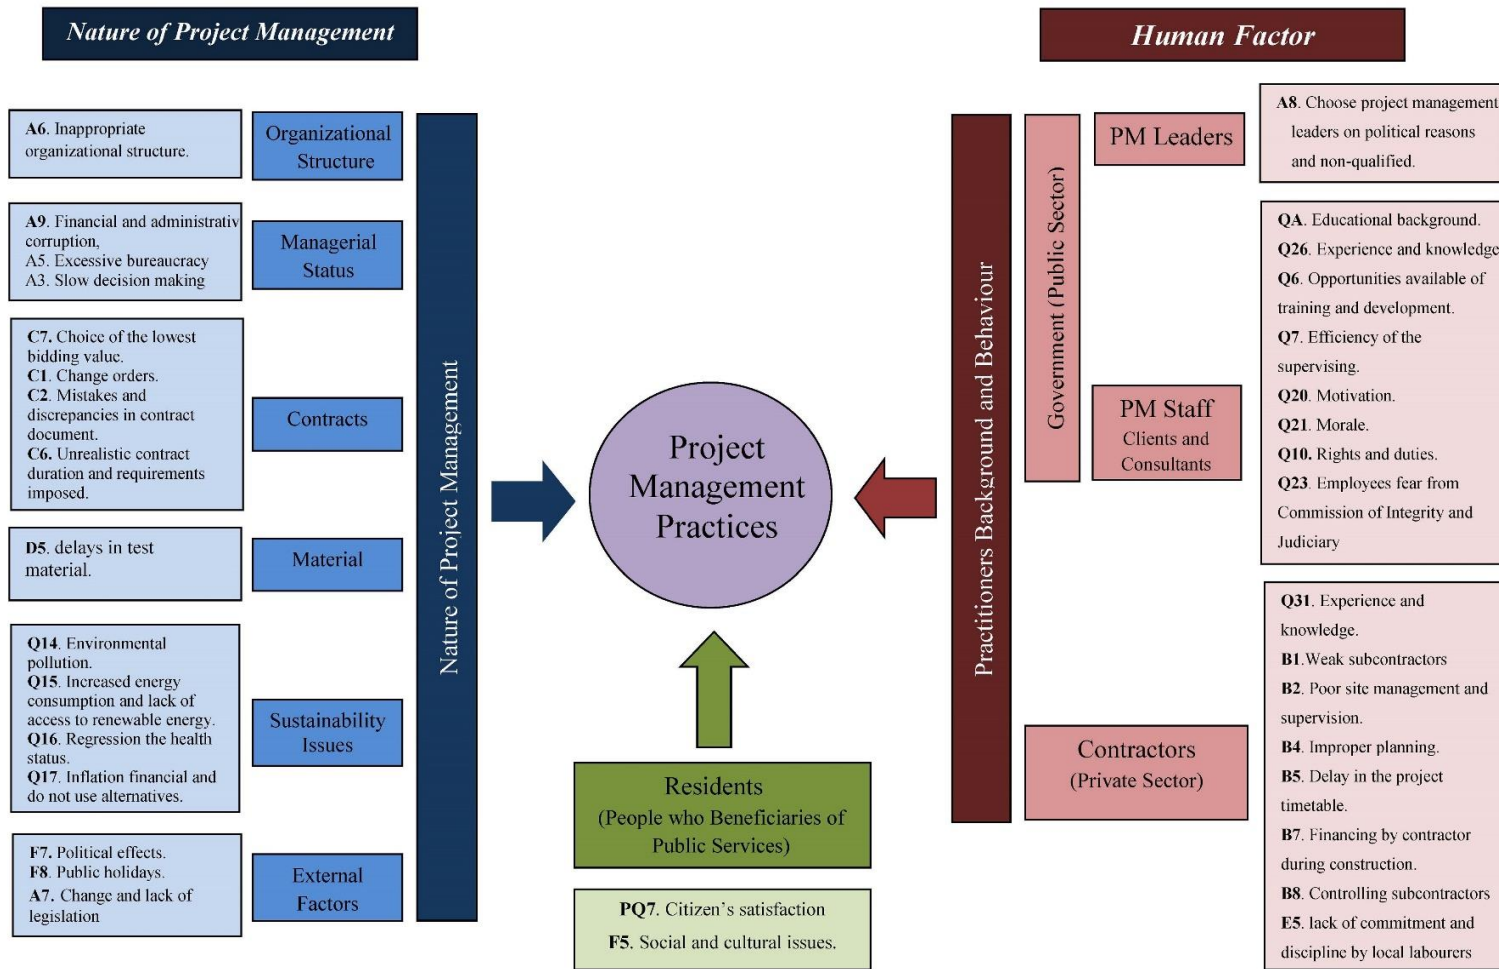 Nature of Project Management
A6. Inappropriate
organizational structure.
Organizational
Structure
A9. Financial and administrativ
corruption,
A5. Excessive bureaucracy
A3. Slow decision making
Managerial
Status
C7. Choice of the lowest
bidding value.
C1. Change orders.
C2. Mistakes and
discrepancies in contract
document.
C6. Unrealistic contract
duration and requirements
imposed.
Contracts
D5. delays in test
material.
Material
Q14. Environmental
pollution.
Q15. Increased energy
consumption and lack of
access to renewable energy.
Q16. Regression the health
status.
Q17. Inflation financial and
do not use alternatives.
Sustainability
Issues
F7. Political effects.
F8. Public holidays.
A7. Change and lack of
legislation
External
Factors
Nature of Project Management
Project
Management
Practices
Residents
(People who Beneficiaries of
Public Services)
PQ7. Citizen’s satisfaction
F5. Social and cultural issues.
Human Factor
Practitioners Background and Behaviour
Government (Public Sector)
PM Leaders
A8. Choose project management
leaders on political reasons
and non-qualified.
PM Staff
Clients and
Consultants
QA. Educational background.
Q26. Experience and knowledge
Q6. Opportunities available of
training and development.
Q7. Efficiency of the
supervising.
Q20. Motivation.
Q21. Morale.
Q10. Rights and duties.
Q23. Employees fear from
Commission of Integrity and
Judiciary
Contractors
(Private Sector)
Q31. Experience and
knowledge.
B1.Weak subcontractors
B2. Poor site management and
supervision.
B4. Improper planning.
B5. Delay in the project
timetable.
B7. Financing by contractor
during construction.
B8. Controlling subcontractors
E5. lack of commitment and
discipline by local labourers